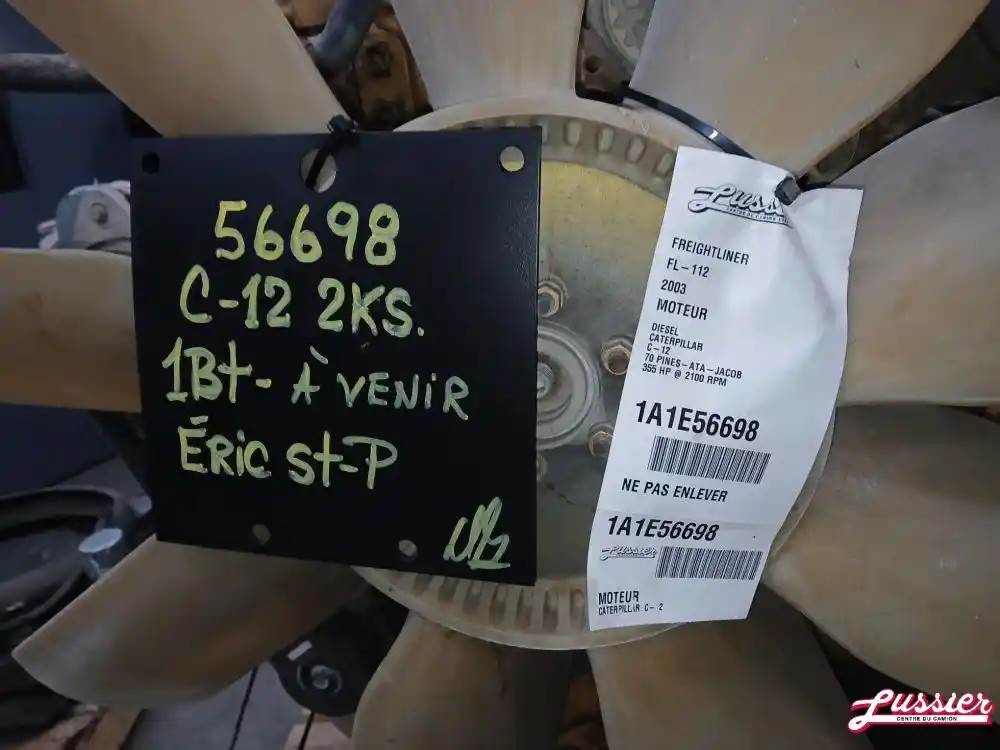 56698
C-12 2KS.
1Bt- À VENIR
ÉRIC St-P
Lussier
FREIGHTLINER
FL-112
2003
MOTEUR
DIESEL
CATERPILLAR
C-12
70 PINES-ATA-JACOB
355 HP @ 2100 RPM
1A1E56698
NE PAS ENLEVER
1A1E56698
Lussier
MOTEUR
CATERPILLAR C-12
Lussier
CENTRE DU CAMION